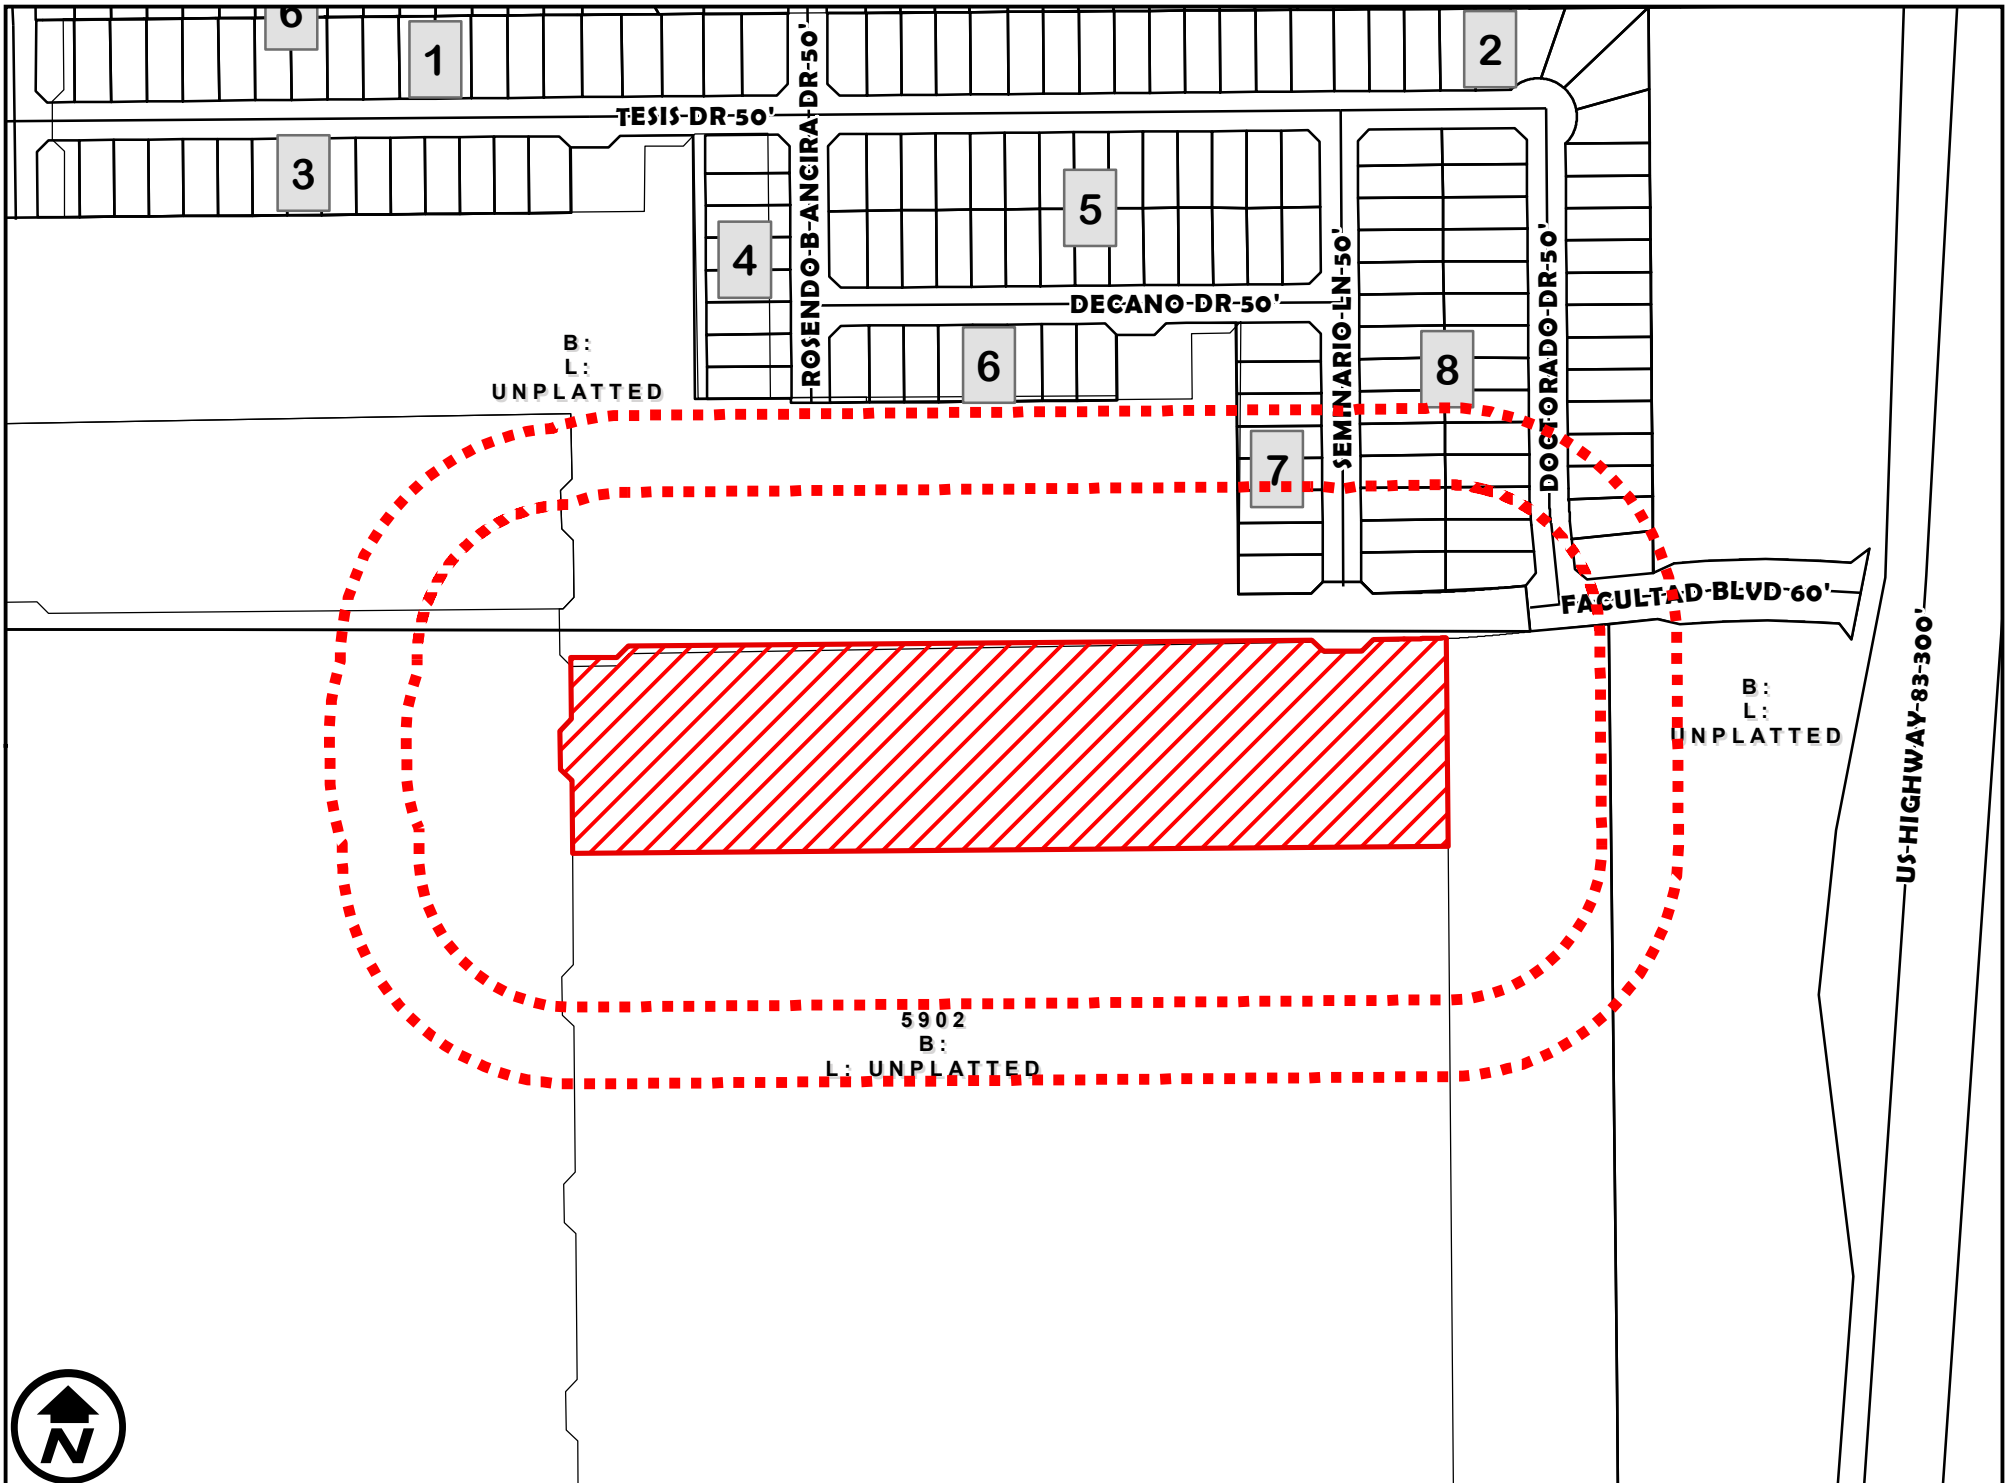 6
1
2
TESIS-DR-50'
ROSENDO-B-ANCIRA-DR-50'
3
4
5
DECANO-DR-50'
SEMINARIO-LN-50'
DOCTORADO-DR-50'
B:
L:
UNPLATTED
6
8
7
FACULTAD-BLVD-60'
US-HIGHWAY-83-300'
B:
L:
UNPLATTED
5902
B:
L: UNPLATTED
N